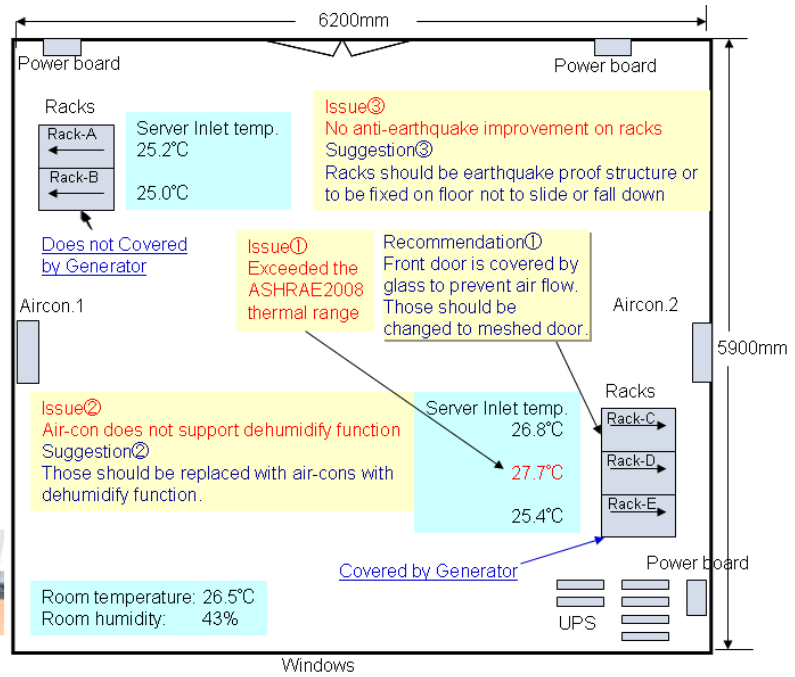 6200mm
Power board
Power board
Racks
Rack-A
Rack-B
Server Inlet temp.
25.2℃
25.0℃
Issue③
No anti-earthquake improvement on racks
Suggestion③
Racks should be earthquake proof structure or
to be fixed on floor not to slide or fall down
Does not Covered
by Generator
Issue①
Exceeded the
ASHRAE2008
thermal range
Recommendation①
Front door is covered by
glass to prevent air flow.
Those should be
changed to meshed door.
Aircon.1
Aircon.2
5900mm
Issue②
Air-con does not support dehumidify function
Suggestion②
Those should be replaced with air-cons with
dehumidify function.
Server Inlet temp.
26.8℃
27.7℃
25.4℃
Racks
Rack-C
Rack-D
Rack-E
Covered by Generator
Power board
UPS
Room temperature: 26.5℃
Room humidity: 43%
Windows